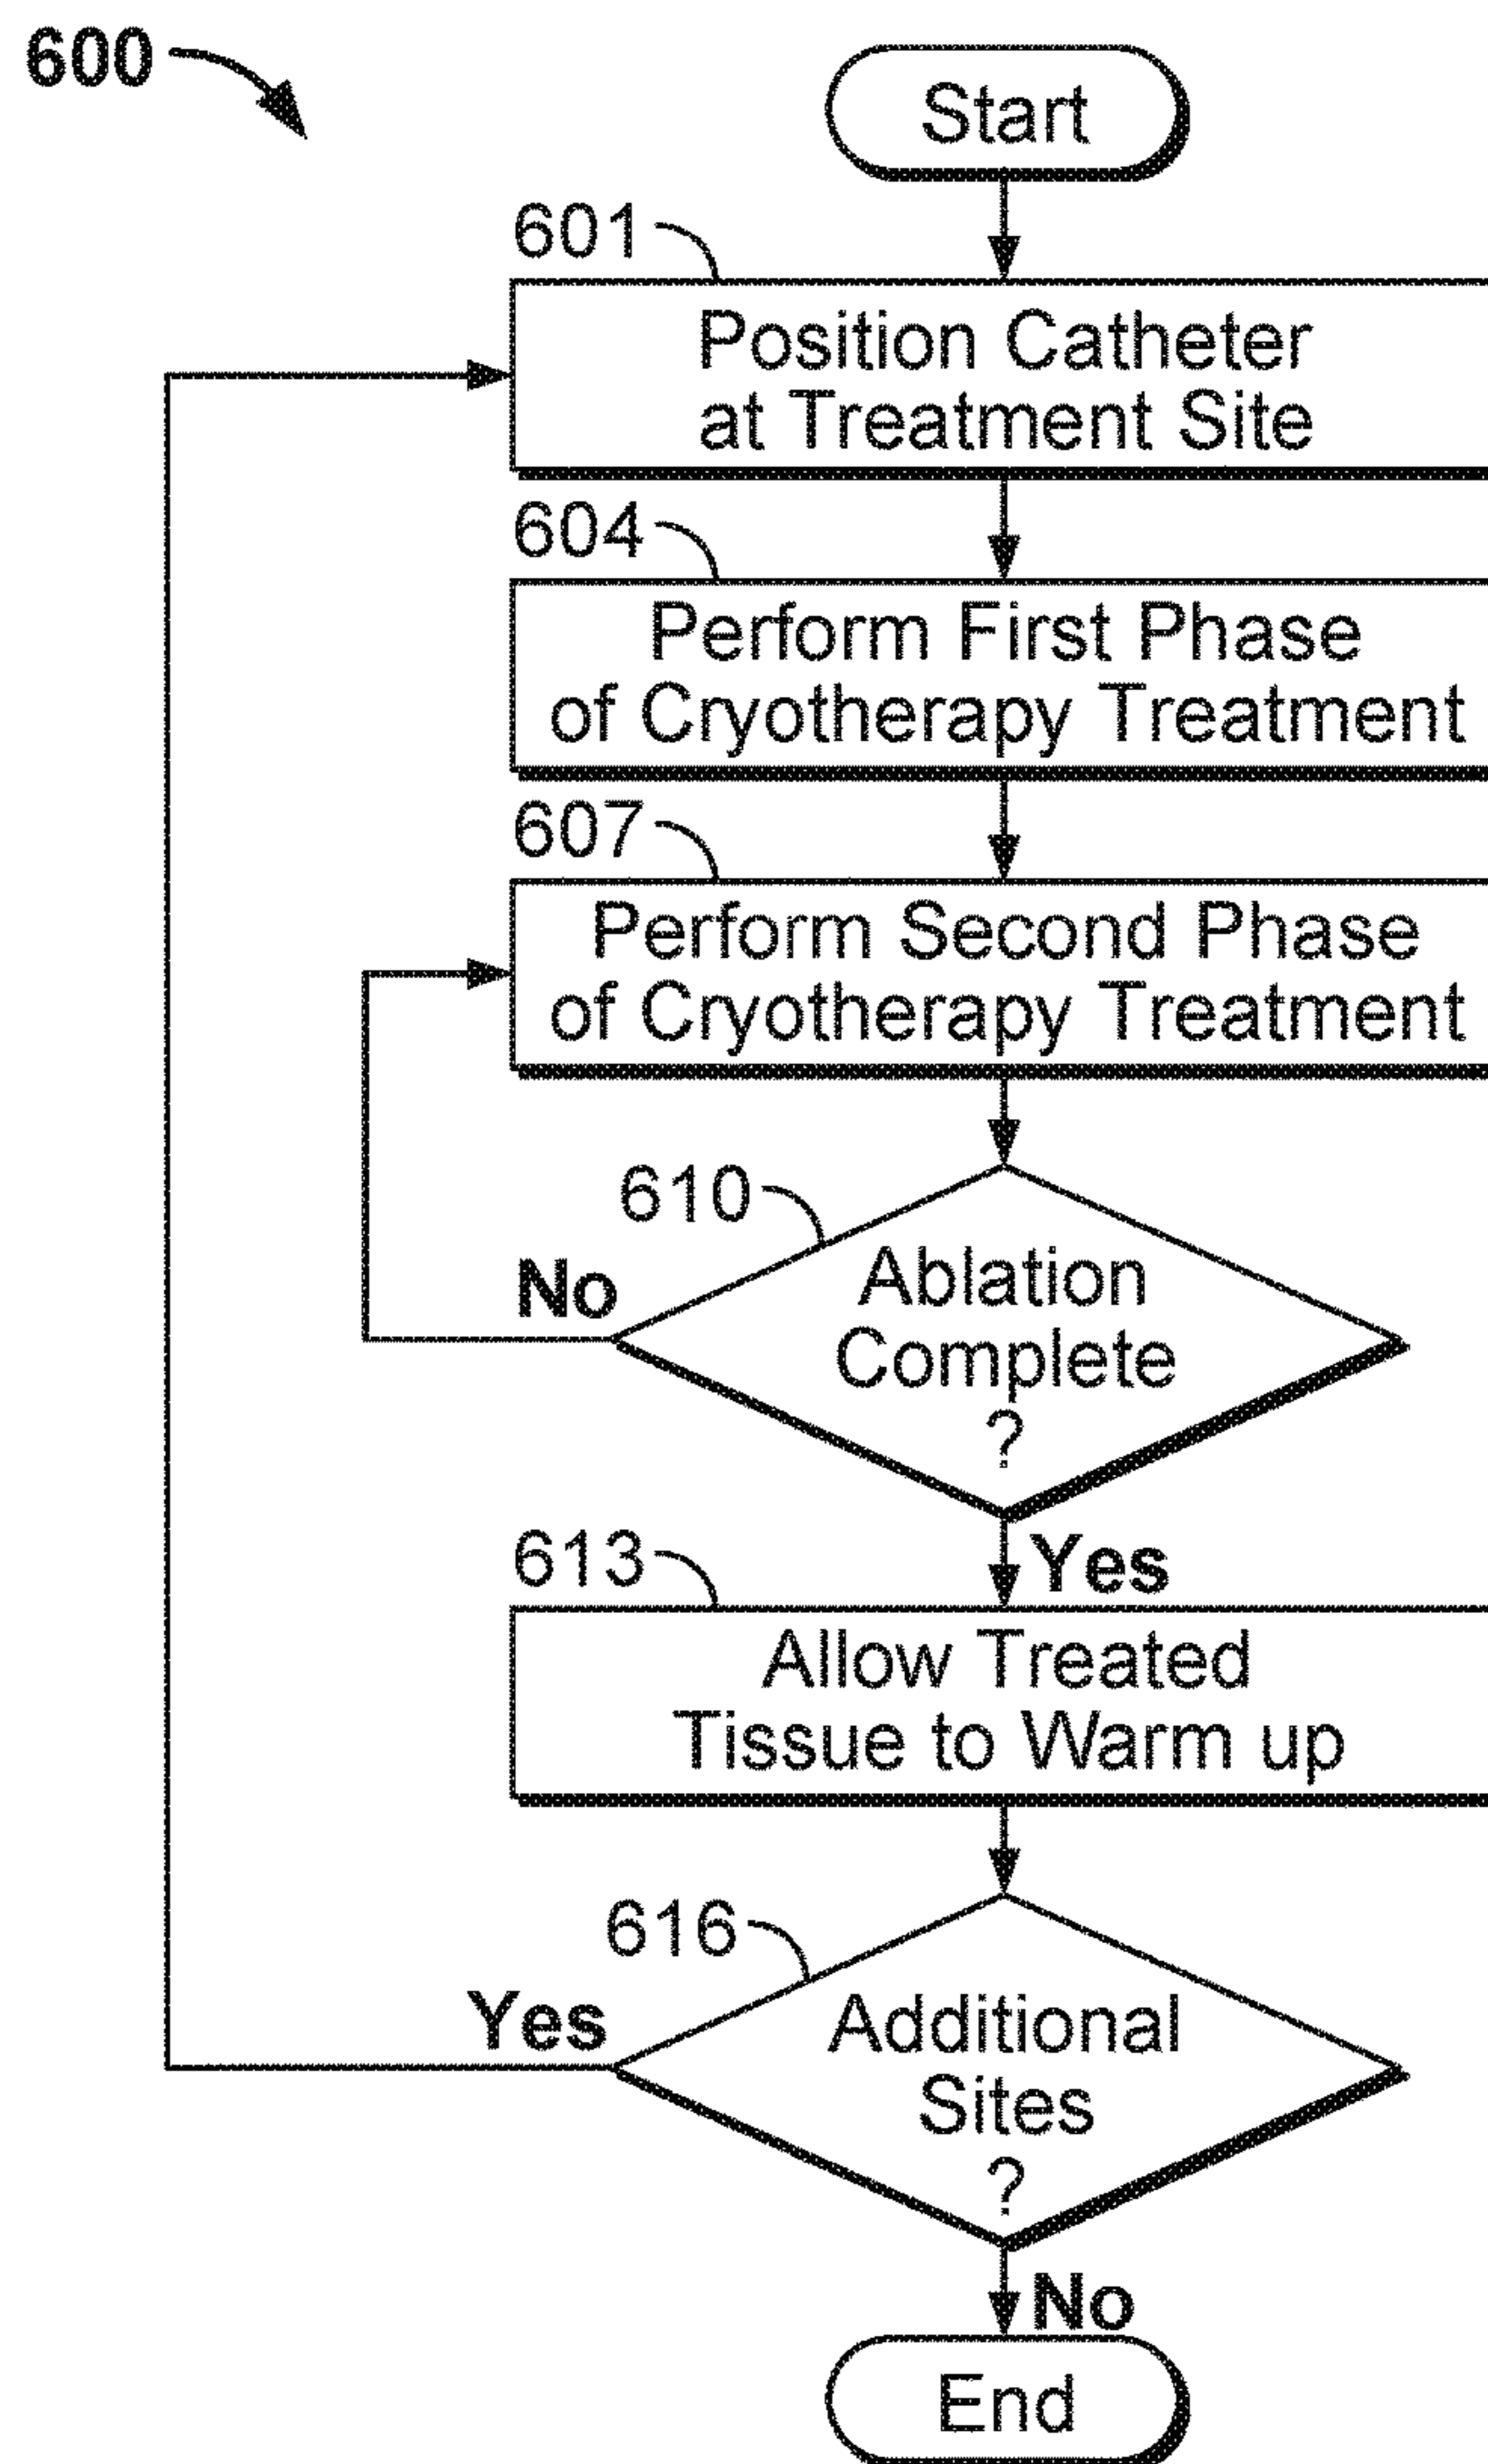 600
Start
601
Position Catheter
at Treatment Site
604
Perform First Phase
of Cryotherapy Treatment
607
Perform Second Phase
of Cryotherapy Treatment
610
Ablation
Complete
?
No
Yes
613
Allow Treated
Tissue to Warm up
616
Additional
Sites
?
Yes
No
End